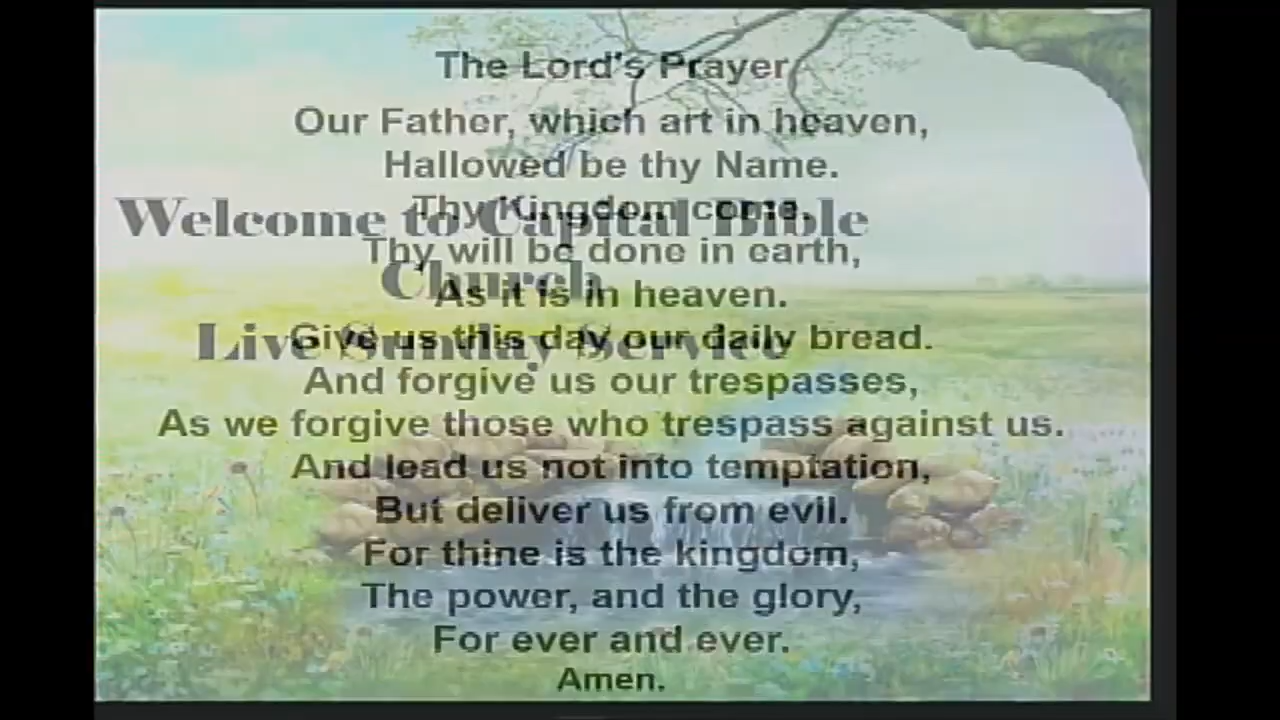 The Lord's Prayer
Our Father, which art in heaven,
Hallowed be thy Name.
Thy Kingdom come.
Thy will be done in earth,
As it is in heaven.
Give us this day our daily bread.
And forgive us our trespasses,
As we forgive those who trespass against us.
And lead us not into temptation,
But deliver us from evil.
For thine is the kingdom,
The power, and the glory,
For ever and ever.
Amen.
Welcome to Capital Bible
Church
Live Sunday Service